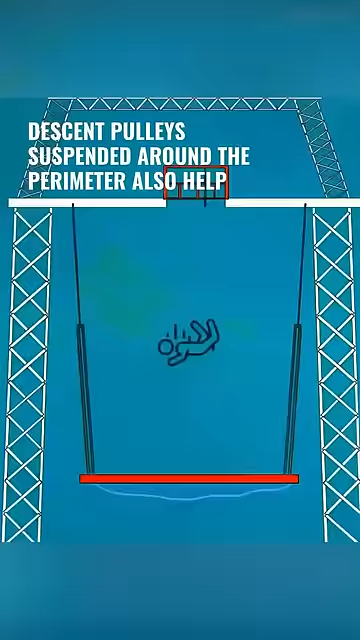 DESCENT PULLEYS
SUSPENDED AROUND THE
PERIMETER ALSO HELP